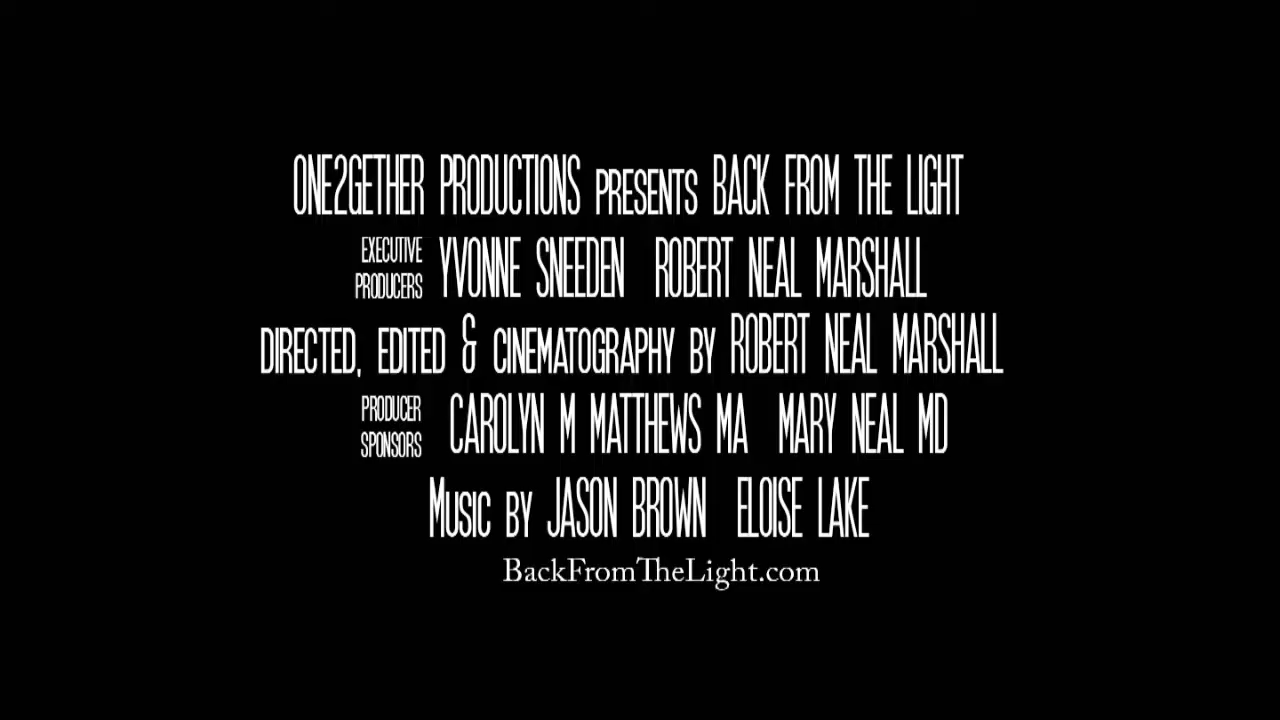 ONE2GETHER PRODUCTIONS PRESENTS BACK FROM THE LIGHT
EXECUTIVE PRODUCERS YVONNE SNEEDEN ROBERT NEAL MARSHALL
DIRECTED, EDITED & CINEMATOGRAPHY BY ROBERT NEAL MARSHALL
PRODUCER SPONSORS CAROLYN M MATTHEWS MA MARY NEAL MD
MUSIC BY JASON BROWN ELOISE LAKE
BackFromTheLight.com